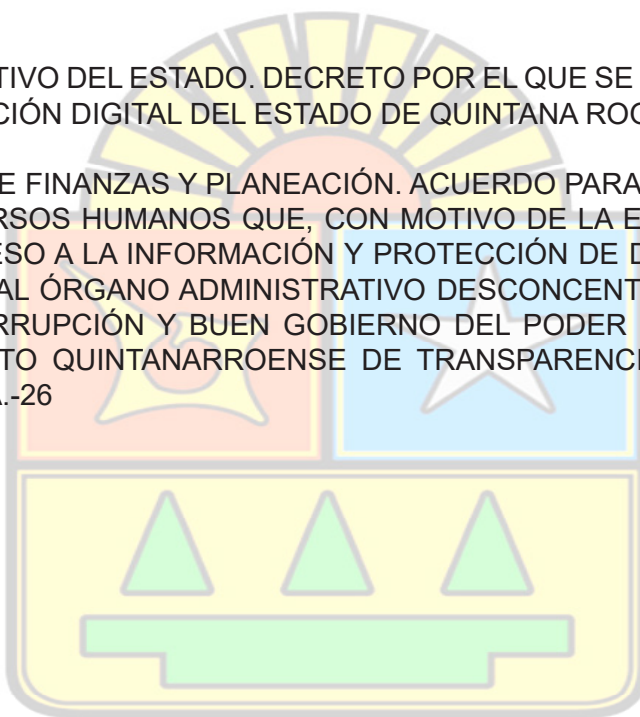 TIVO DEL ESTADO. DECRETO POR EL QUE SE
CIÓN DIGITAL DEL ESTADO DE QUINTANA ROO
E FINANZAS Y PLANEACIÓN. ACUERDO PARA
RSOS HUMANOS QUE, CON MOTIVO DE LA E
ESO A LA INFORMACIÓN Y PROTECCIÓN DE D
AL ÓRGANO ADMINISTRATIVO DESCONCENT
RRUPCIÓN Y BUEN GOBIERNO DEL PODER
TO QUINTANARROENSE DE TRANSPARENCI
A.-26